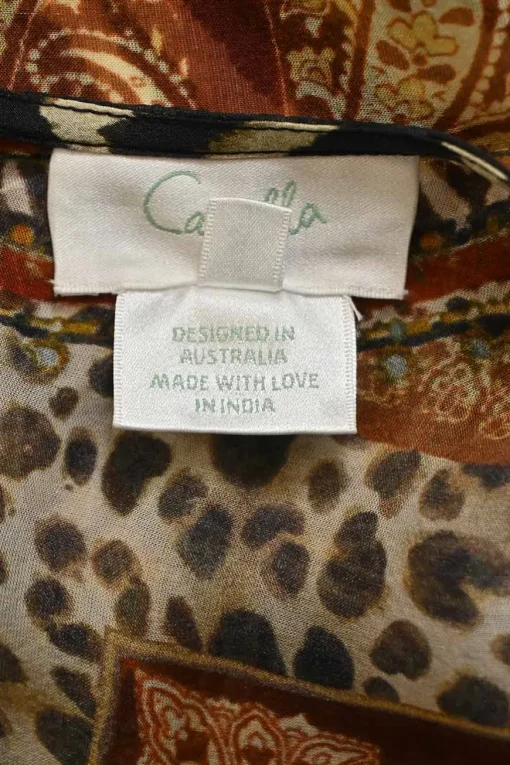 DESIGNED IN
AUSTRALIA
MADE WITH LOVE
IN INDIA